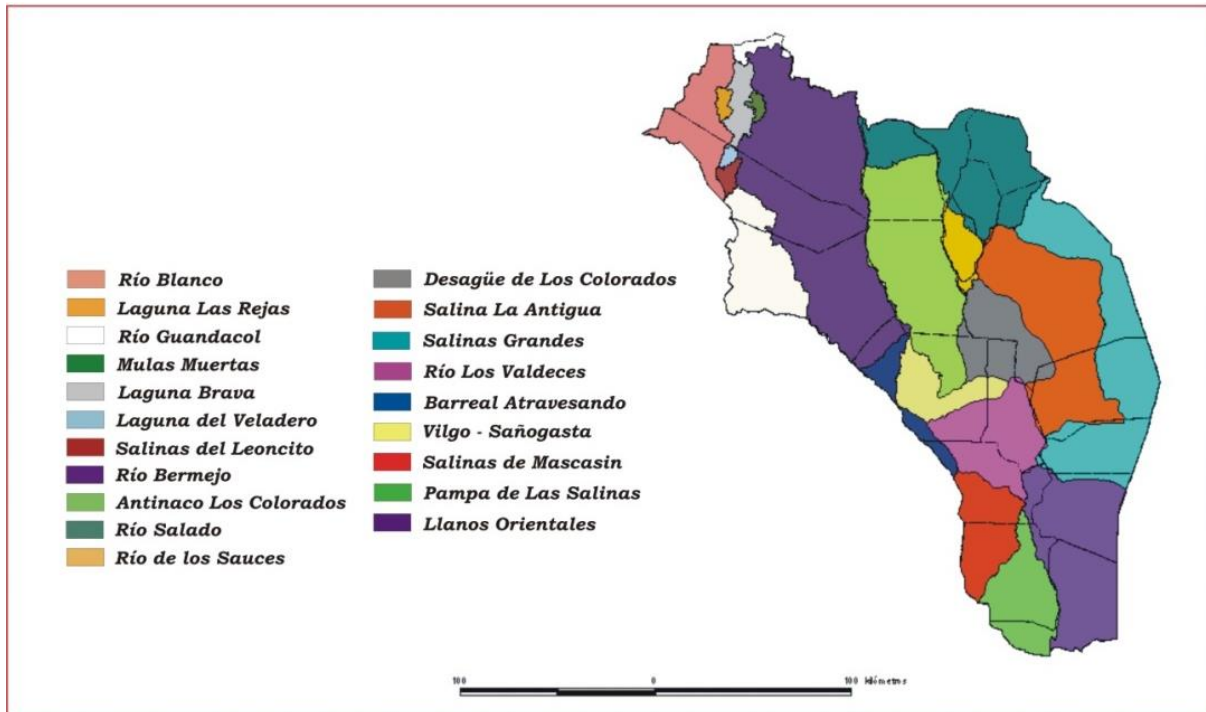 Río Blanco
Laguna Las Rejas
Río Guandacol
Mulas Muertas
Laguna Brava
Laguna del Veladero
Salinas del Leoncito
Río Bermejo
Antinaco Los Colorados
Río Salado
Río de los Sauces
Desagüe de Los Colorados
Salina La Antigua
Salinas Grandes
Río Los Valdeces
Barreal Atravesando
Vilgo - Sañogasta
Salinas de Mascasin
Pampa de Las Salinas
Llanos Orientales
100 0 100 kilómetros